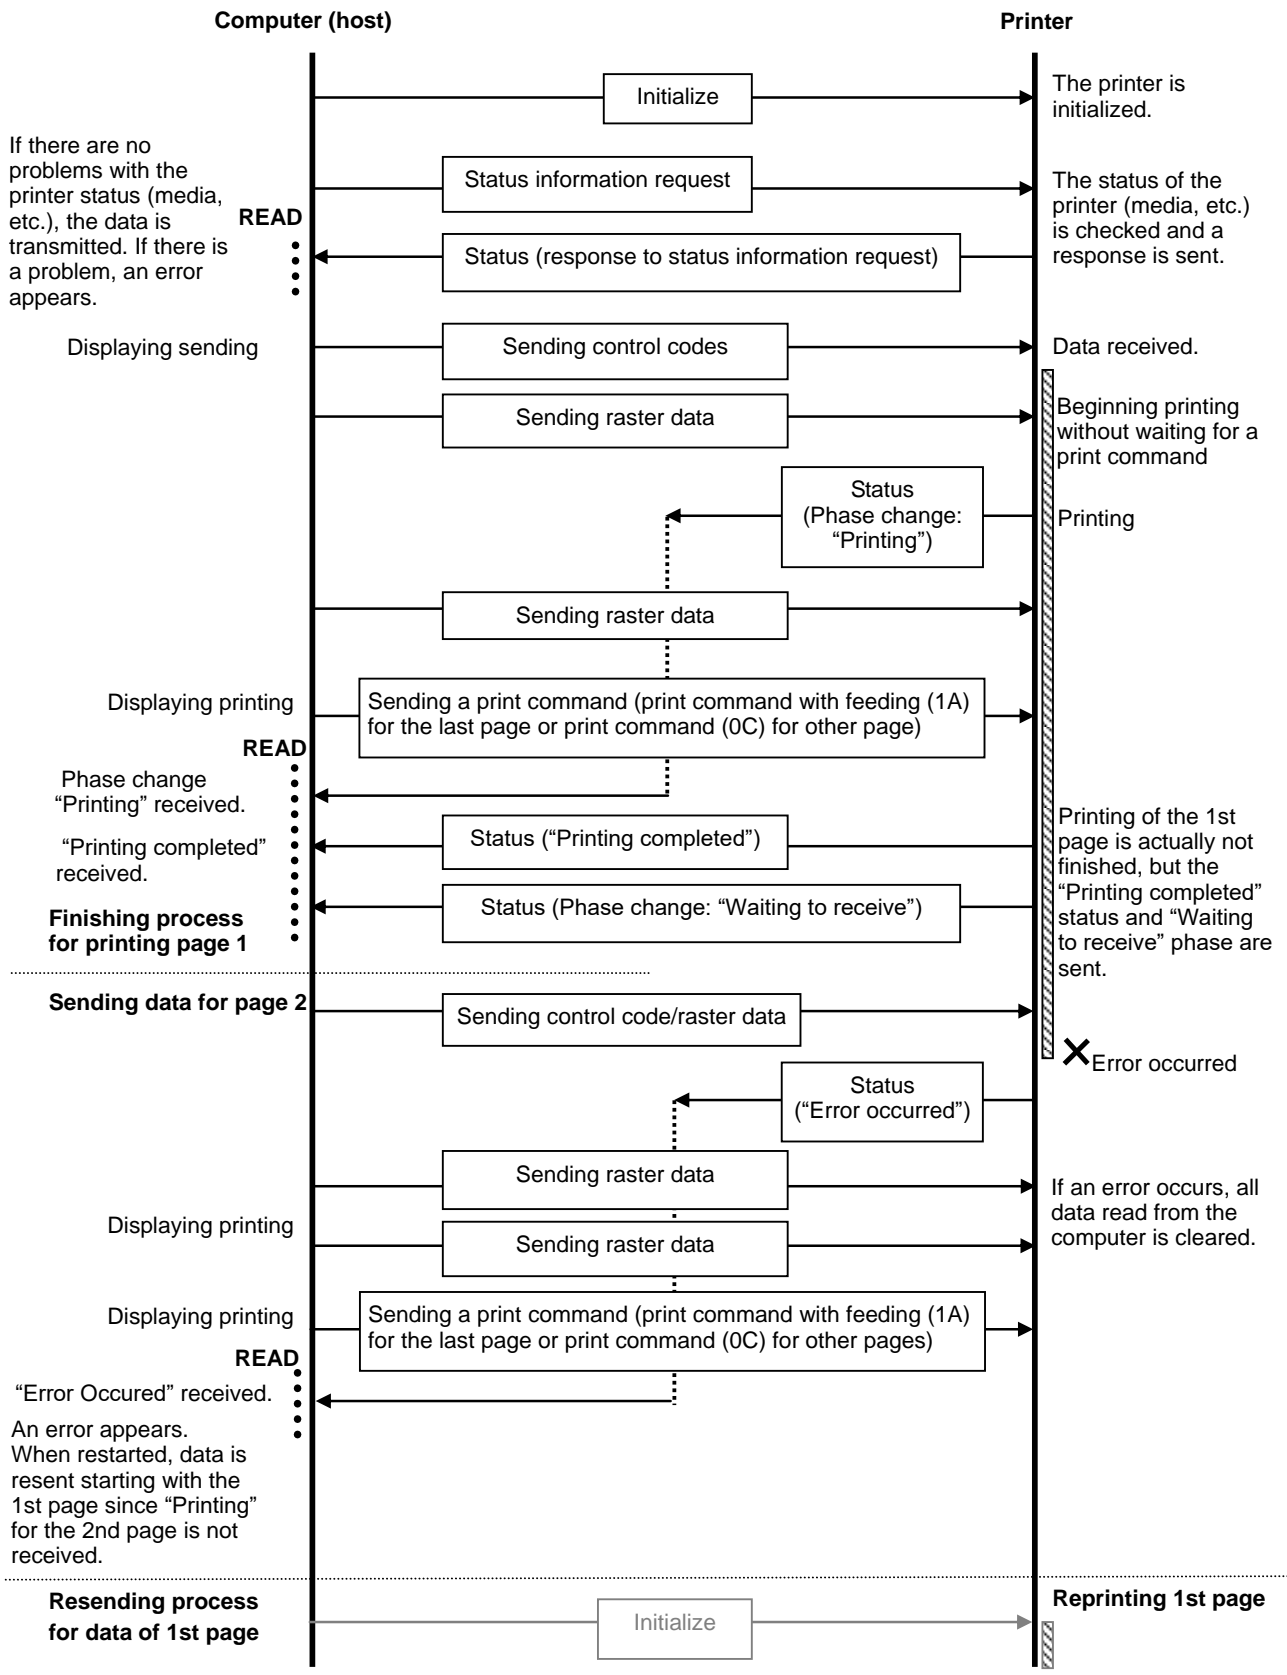 Computer (host)
Printer
Initialize
The printer is
initialized.
If there are no
problems with the
printer status (media,
etc.), the data is
transmitted. If there is
a problem, an error
appears.
READ
Status information request
The status of the
printer (media, etc.)
is checked and a
response is sent.
Status (response to status information request)
Displaying sending
Sending control codes
Data received.
Sending raster data
Beginning printing
without waiting for a
print command
Status
(Phase change:
“Printing”)
Printing
Sending raster data
Displaying printing
Sending a print command (print command with feeding (1A)
for the last page or print command (0C) for other page)
READ
Phase change
“Printing” received.
“Printing completed”
received.
Status (“Printing completed”)
Printing of the 1st
page is actually not
finished, but the
“Printing completed”
status and “Waiting
to receive” phase are
sent.
Status (Phase change: “Waiting to receive”)
Finishing process
for printing page 1
Sending data for page 2
Sending control code/raster data
Error occurred
Status
(“Error occurred”)
Sending raster data
If an error occurs, all
data read from the
computer is cleared.
Displaying printing
Sending raster data
Displaying printing
Sending a print command (print command with feeding (1A)
for the last page or print command (0C) for other pages)
READ
“Error Occured” received.
An error appears.
When restarted, data is
resent starting with the
1st page since “Printing”
for the 2nd page is not
received.
Resending process
for data of 1st page
Initialize
Reprinting 1st page